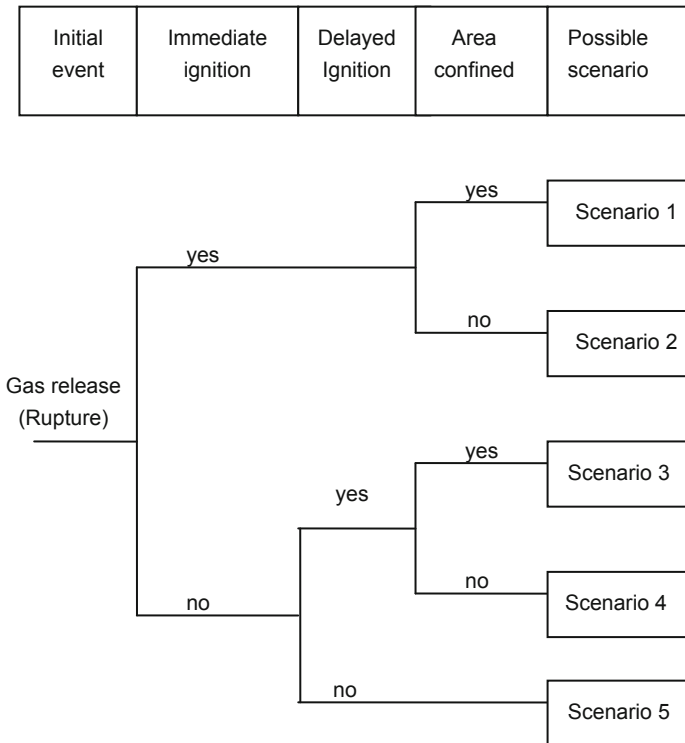 Initial
event
Immediate
ignition
Delayed
Ignition
Area
confined
Possible
scenario
yes
Scenario 1
yes
no
Scenario 2
Gas release
(Rupture)
yes
Scenario 3
yes
no
no
Scenario 4
no
Scenario 5